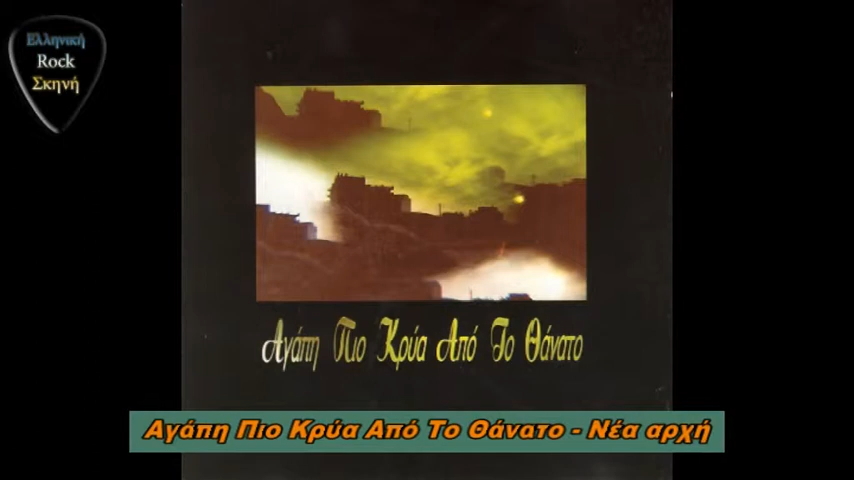 Ελληνική
Rock
Σκηνή
Αγάπη Πιο Κρύα Από Το Θάνατο
Αγάπη Πιο Κρύα Από Το Θάνατο - Νέα αρχή